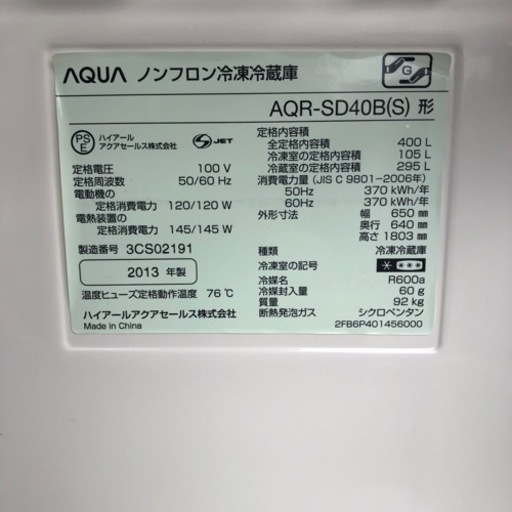 AQUA ノンフロン冷凍冷蔵庫
G
AQR-SD40B(S) 形
PS
E
ハイアール
アクアセールス株式会社
S JET
定格電圧 100 V
定格周波数 50/60 Hz
電動機の
定格消費電力 120/120 W
電熱装置の
定格消費電力 145/145 W
製造番号 3CS02191
2013 年製
温度ヒューズ定格動作温度 76℃
ハイアールアクアセールス株式会社
Made in China
定格内容積
全定格内容積 400 L
冷凍室の定格内容積 105 L
冷蔵室の定格内容積 295 L
消費電力量 (JIS C 9801-2006年)
50Hz 370 kWh/年
60Hz 370 kWh/年
外形寸法 幅 650 mm
奥行 640 mm
高さ 1803 mm
種類 冷凍冷蔵庫
冷凍室の記号
冷媒名 R600a
冷媒封入量 60 g
質量 92 kg
断熱発泡ガス シクロペンタン
2FB6P401456000